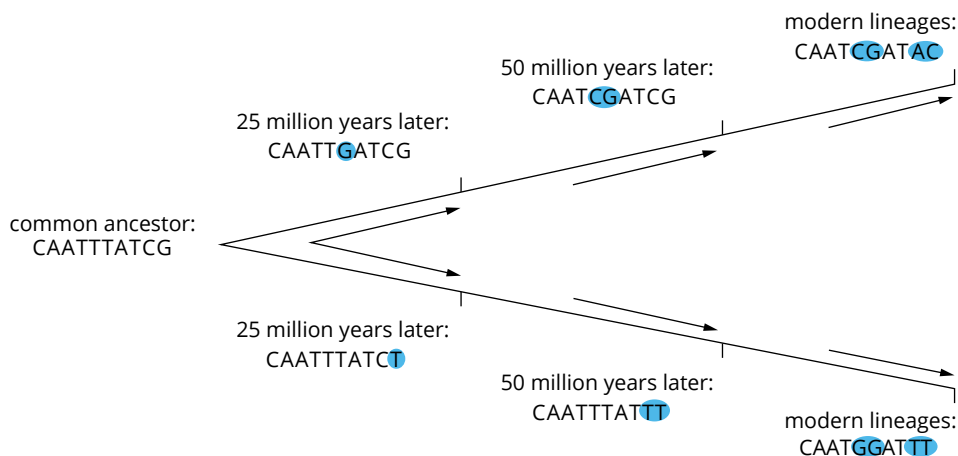 modern lineages:
CAATCGATAC
50 million years later:
CAATCGATCG
25 million years later:
CAATTGATCG
common ancestor:
CAATTTATCG
25 million years later:
CAATTTATCT
50 million years later:
CAATTTATTT
modern lineages:
CAATGGATTT